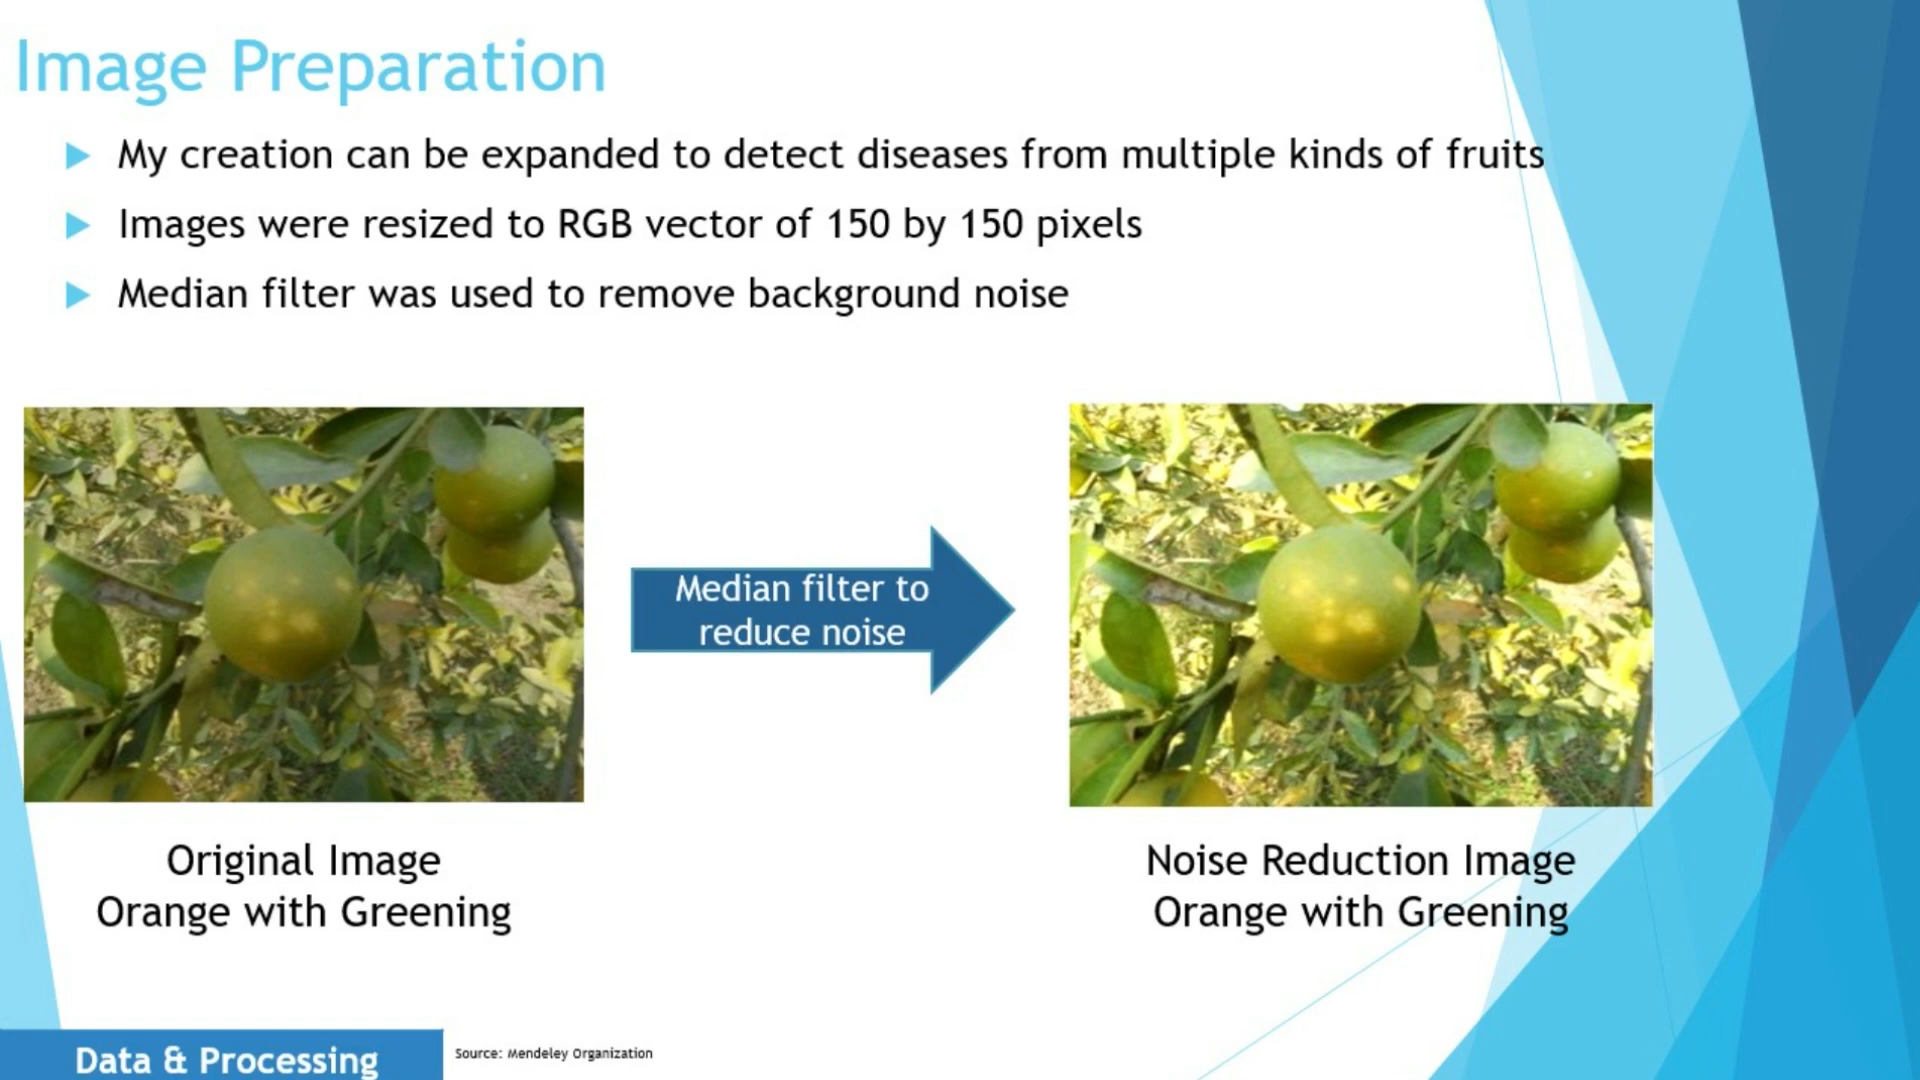 Image Preparation
My creation can be expanded to detect diseases from multiple kinds of fruits
Images were resized to RGB vector of 150 by 150 pixels
Median filter was used to remove background noise
Median filter to
reduce noise
Original Image
Orange with Greening
Noise Reduction Image
Orange with Greening
Data & Processing
Source: Mendeley Organization